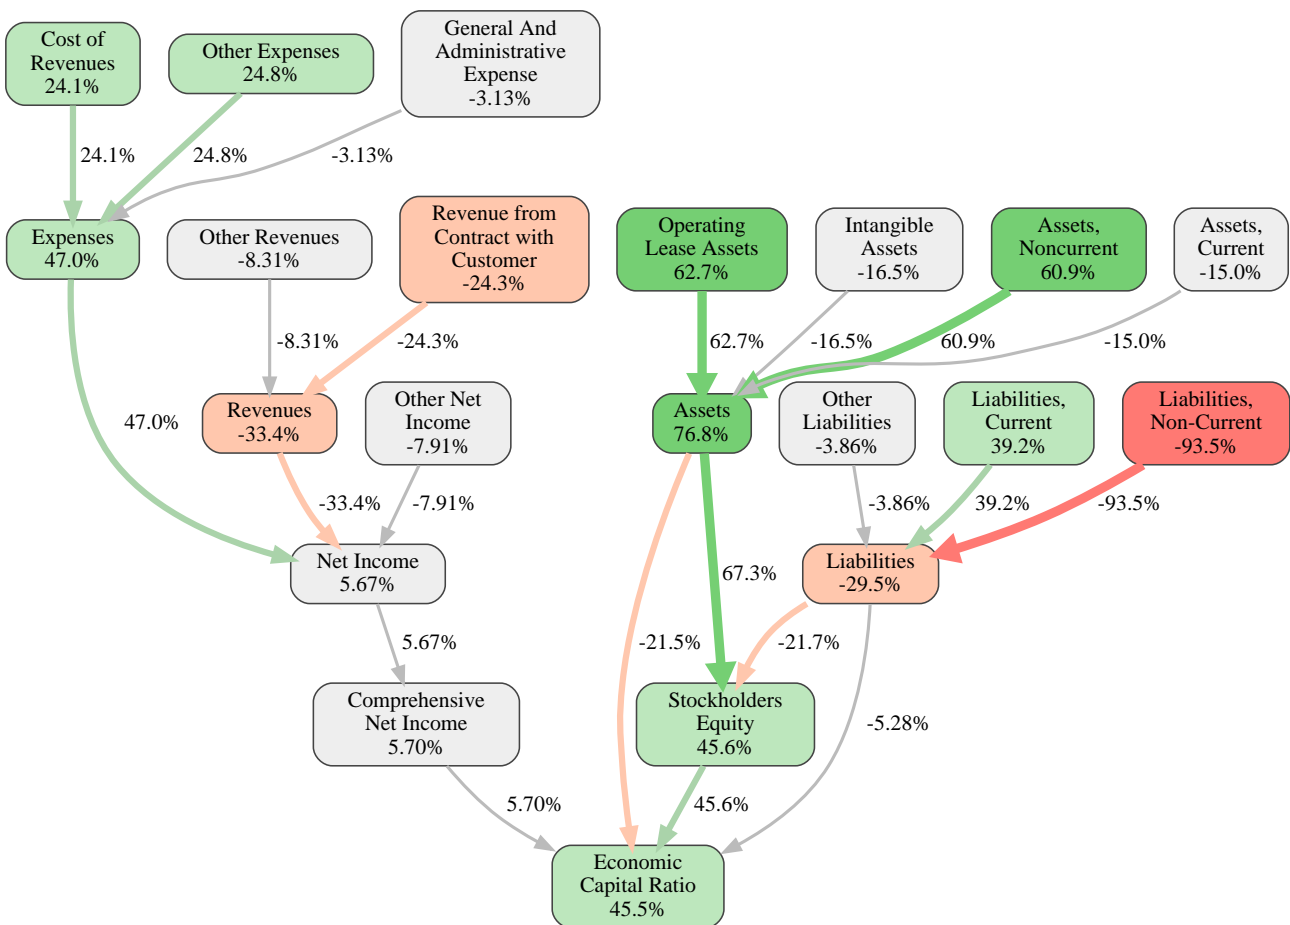 Cost of
Revenues
24.1%
Other Expenses
24.8%
General And
Administrative
Expense
-3.13%
24.1%
24.8%
-3.13%
Expenses
47.0%
Other Revenues
-8.31%
Revenue from
Contract with
Customer
-24.3%
Operating
Lease Assets
62.7%
Intangible
Assets
-16.5%
Assets,
Noncurrent
60.9%
Assets,
Current
-15.0%
-8.31%
-24.3%
62.7%
-16.5%
60.9%
-15.0%
47.0%
Revenues
-33.4%
Other Net
Income
-7.91%
Assets
76.8%
Other
Liabilities
-3.86%
Liabilities,
Current
39.2%
Liabilities,
Non-Current
-93.5%
-33.4%
-7.91%
-3.86%
39.2%
-93.5%
Net Income
5.67%
67.3%
Liabilities
-29.5%
5.67%
-21.5%
-21.7%
Comprehensive
Net Income
5.70%
Stockholders
Equity
45.6%
-5.28%
5.70%
45.6%
Economic
Capital Ratio
45.5%